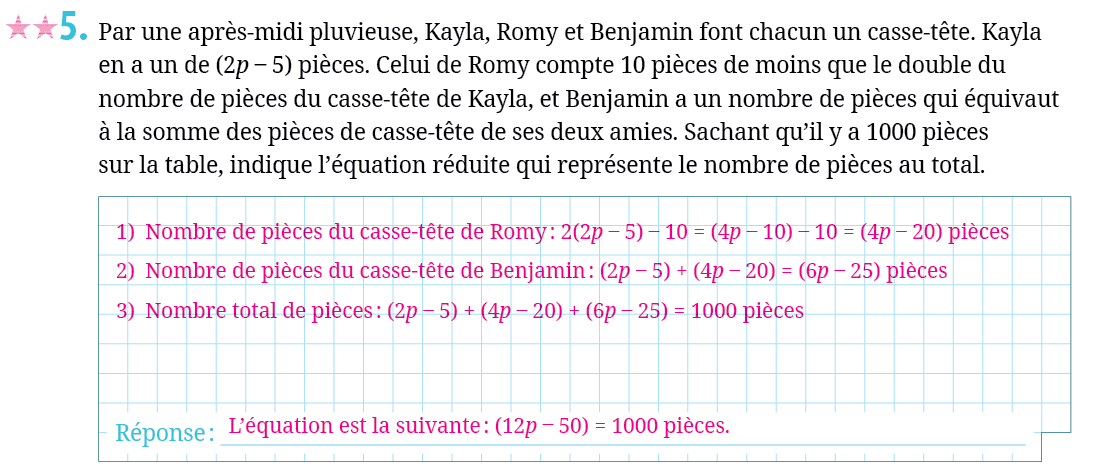 ★★5. Par une après-midi pluvieuse, Kayla, Romy et Benjamin font chacun un casse-tête. Kayla
en a un de (2p – 5) pièces. Celui de Romy compte 10 pièces de moins que le double du
nombre de pièces du casse-tête de Kayla, et Benjamin a un nombre de pièces qui équivaut
à la somme des pièces de casse-tête de ses deux amies. Sachant qu’il y a 1000 pièces
sur la table, indique l’équation réduite qui représente le nombre de pièces au total.
1) Nombre de pièces du casse-tête de Romy : 2(2p – 5) – 10 = (4p – 10) – 10 = (4p – 20) pièces
2) Nombre de pièces du casse-tête de Benjamin : (2p – 5) + (4p – 20) = (6p – 25) pièces
3) Nombre total de pièces : (2p – 5) + (4p – 20) + (6p – 25) = 1000 pièces
Réponse : L’équation est la suivante : (12p – 50) = 1000 pièces.